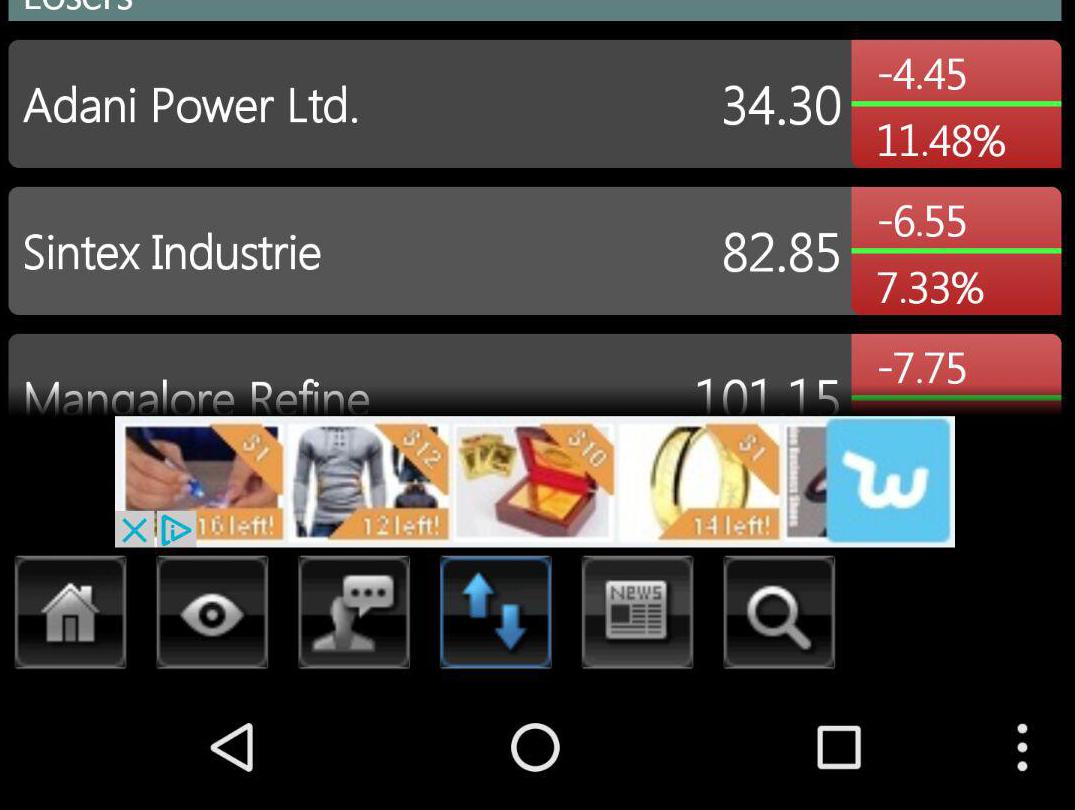 Losers
Adani Power Ltd.
34.30
-4.45
11.48%
Sintex Industrie
82.85
-6.55
7.33%
Mangalore Refine
101.15
-7.75
$1
16 left!
$12
12 left!
$10
$1
14 left!
w
NEWS